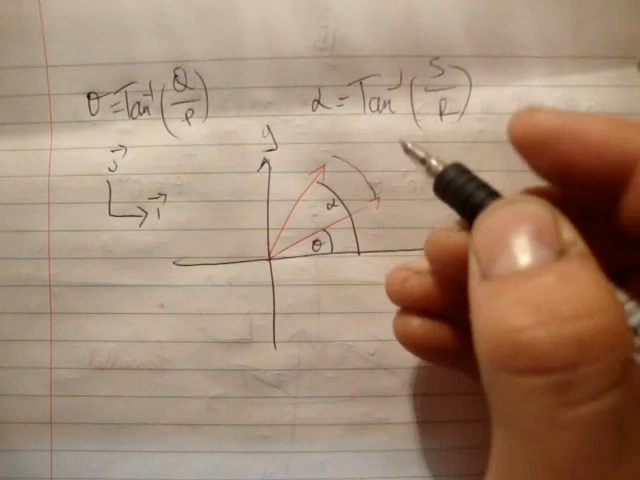 θ = Tan⁻¹(Q/P)
α = Tan⁻¹(S/R)
y
j
i
α
θ